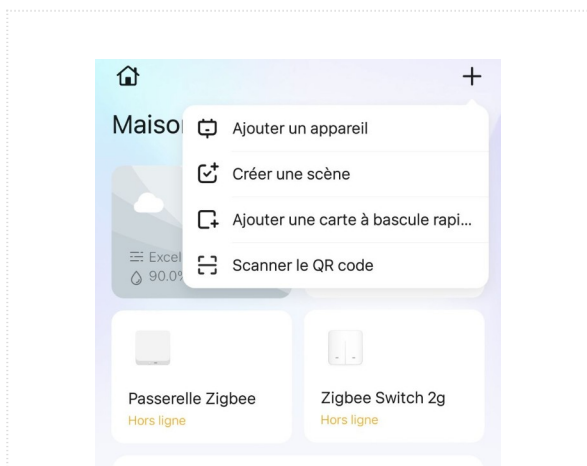 Maiso
Ajouter un appareil
Créer une scène
Ajouter une carte à bascule rapi...
Scanner le QR code
Excel
90.0%
Passerelle Zigbee
Hors ligne
Zigbee Switch 2g
Hors ligne